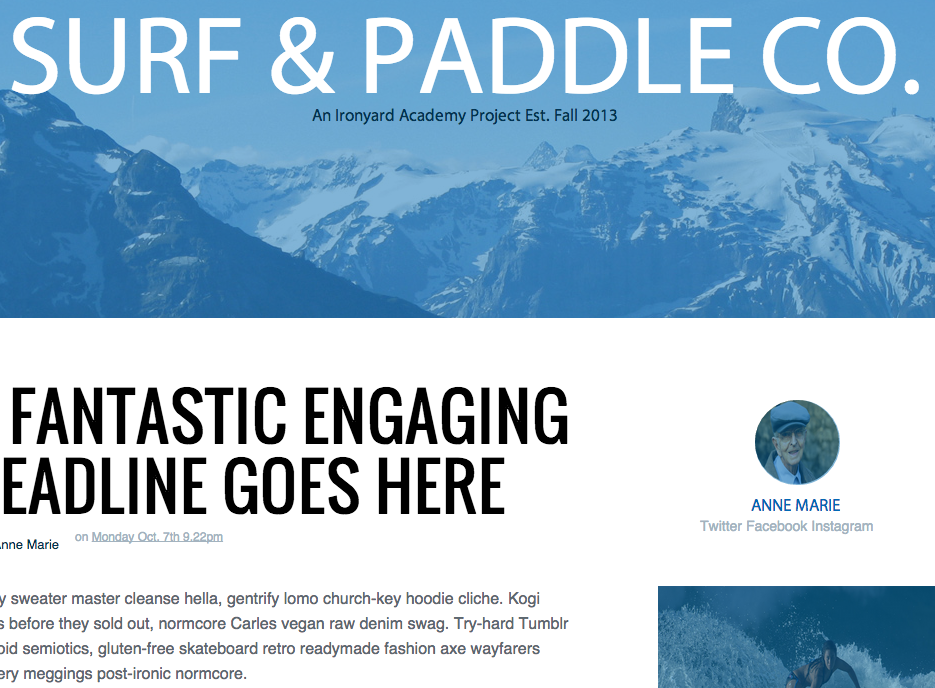 SURF & PADDLE CO.
An Ironyard Academy Project Est. Fall 2013
FANTASTIC ENGAGING
EADLINE GOES HERE
Anne Marie on Monday Oct. 7th 9.22pm
y sweater master cleanse hella, gentrify lomo church-key hoodie cliche. Kogi
s before they sold out, normcore Carles vegan raw denim swag. Try-hard Tumblr
oid semiotics, gluten-free skateboard retro readymade fashion axe wayfarers
ery meggings post-ironic normcore.
ANNE MARIE
Twitter Facebook Instagram